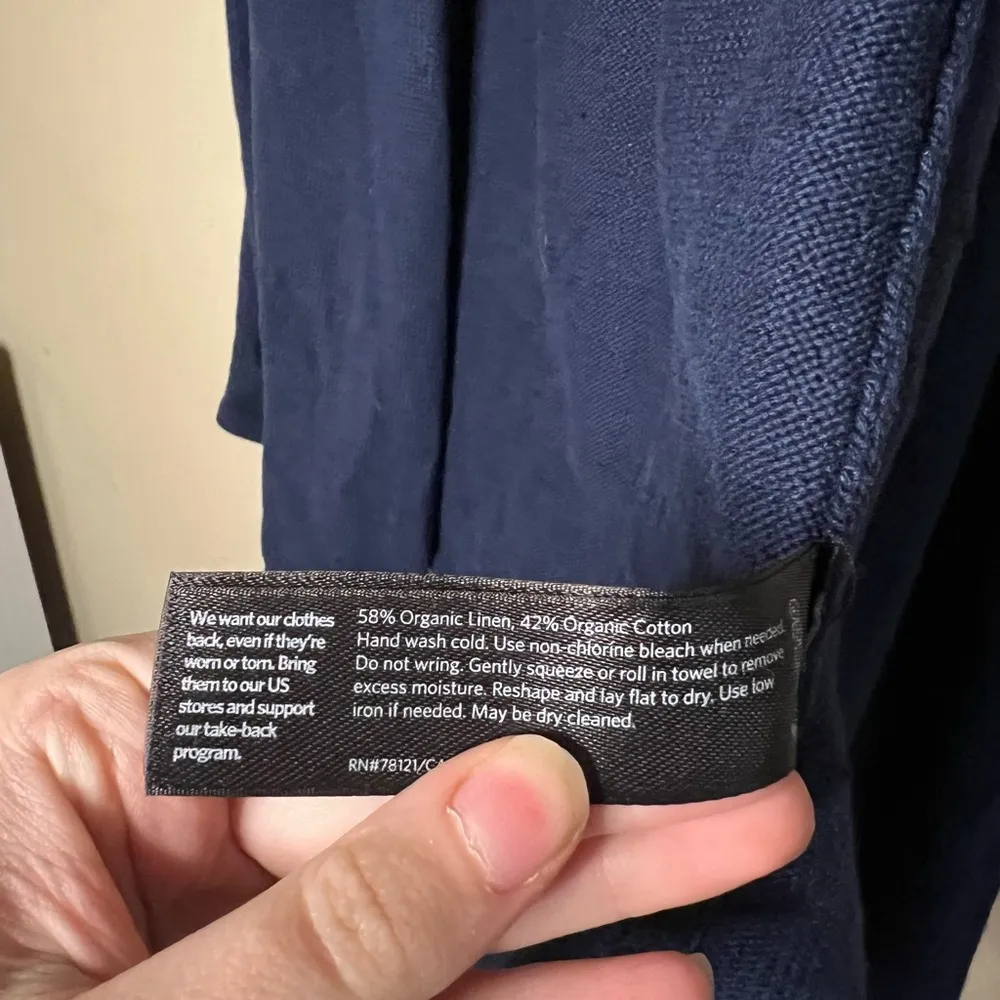 We want our clothes
back, even if they're
worn or torn. Bring
them to our US
stores and support
our take-back
program.
58% Organic Linen, 42% Organic Cotton
Hand wash cold. Use non-chlorine bleach when needed.
Do not wring. Gently squeeze or roll in towel to remove
excess moisture. Reshape and lay flat to dry. Use low
iron if needed. May be dry cleaned.
RN#78121/CA